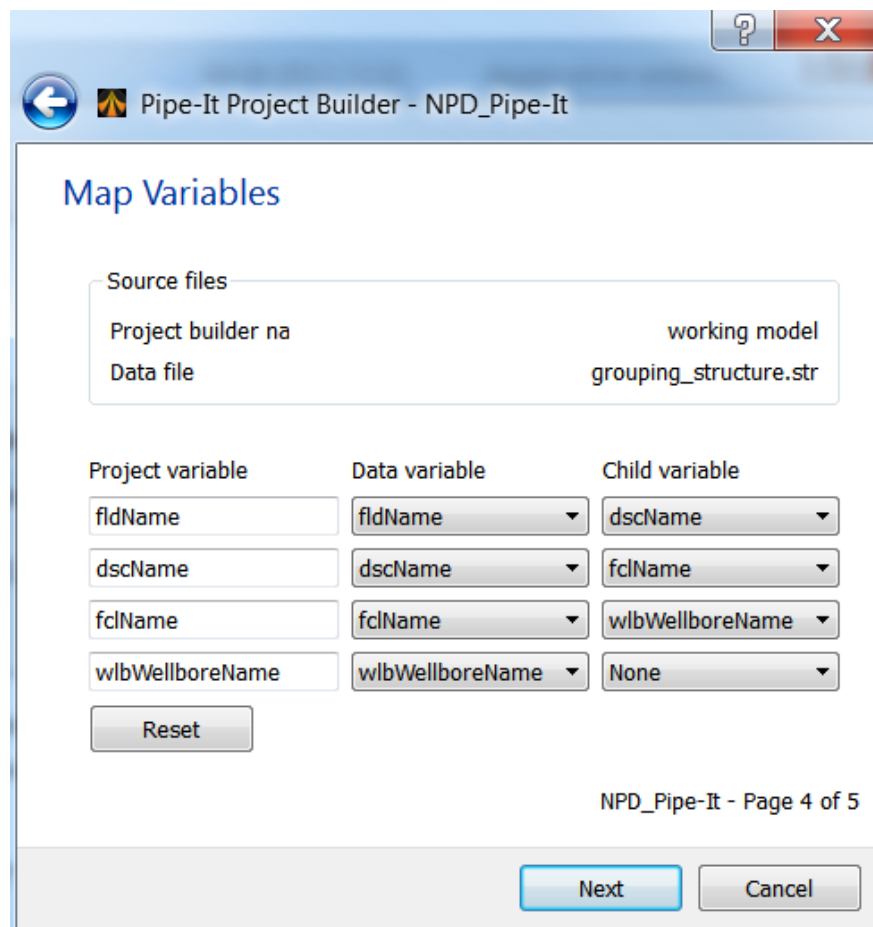 Pipe-It Project Builder - NPD_Pipe-It
Map Variables
Source files
Project builder na working model
Data file grouping_structure.str
Project variable Data variable Child variable
fldName fldName dscName
dscName dscName fclName
fclName fclName wlbWellboreName
wlbWellboreName wlbWellboreName None
Reset
NPD_Pipe-It - Page 4 of 5
Next Cancel